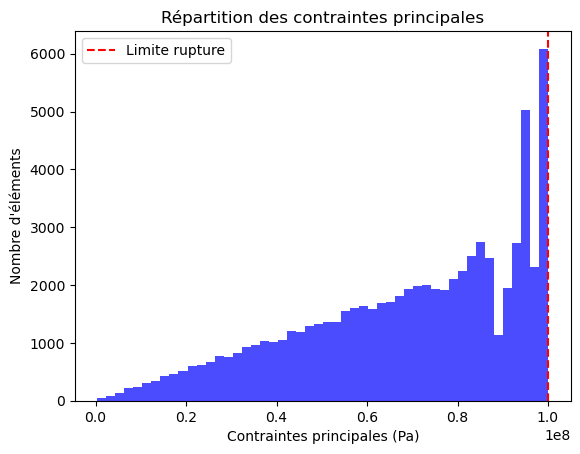 Répartition des contraintes principales
Limite rupture
Nombre d'éléments
6000
5000
4000
3000
2000
1000
0
0.0 0.2 0.4 0.6 0.8 1.0
1e8
Contraintes principales (Pa)